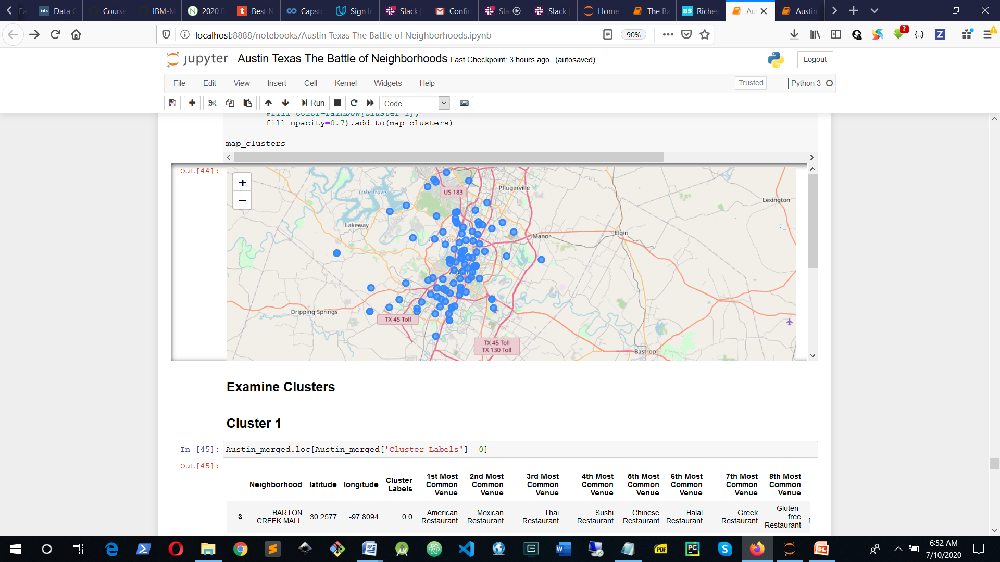 Data C
Course
IBM-M
2020 E
Best N
Capsto
Sign In
Slack
Confir
Sla
Slack
Home
The Ba
Riches
Au
Austin
localhost:8888/notebooks/Austin Texas The Battle of Neighborhoods.ipynb
90%
jupyter Austin Texas The Battle of Neighborhoods Last Checkpoint: 3 hours ago (autosaved)
Logout
File Edit View Insert Cell Kernel Widgets Help
Trusted
Python 3
Run
Code
#fill_color=rainbow[cluster-1],
fill_opacity=0.7).add_to(map_clusters)
map_clusters
Out[44]:
+
−
Pflugerville
Lake Travis
US 183
Lexington
Lakeway
Elgin
Manor
Dripping Springs
TX 45 Toll
TX 45 Toll
TX 130 Toll
Bastrop
Examine Clusters
Cluster 1
In [45]: Austin_merged.loc[Austin_merged['Cluster Labels']==0]
Out[45]:
Neighborhood latitude longitude Cluster Labels 1st Most Common Venue 2nd Most Common Venue 3rd Most Common Venue 4th Most Common Venue 5th Most Common Venue 6th Most Common Venue 7th Most Common Venue 8th Most Common Venue
3 BARTON CREEK MALL 30.2577 -97.8094 0.0 American Restaurant Mexican Restaurant Thai Restaurant Sushi Restaurant Chinese Restaurant Halal Restaurant Greek Restaurant Gluten-free Restaurant
6:52 AM
7/10/2020